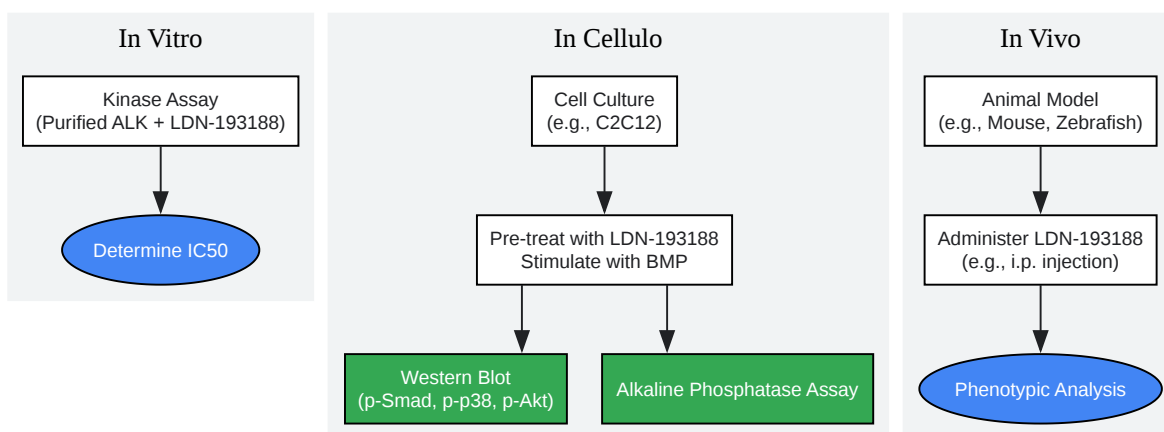 In Vitro
Kinase Assay
(Purified ALK + LDN-193188)
Determine IC50
In Cellulo
Cell Culture
(e.g., C2C12)
Pre-treat with LDN-193188
Stimulate with BMP
Western Blot
(p-Smad, p-p38, p-Akt)
Alkaline Phosphatase Assay
In Vivo
Animal Model
(e.g., Mouse, Zebrafish)
Administer LDN-193188
(e.g., i.p. injection)
Phenotypic Analysis